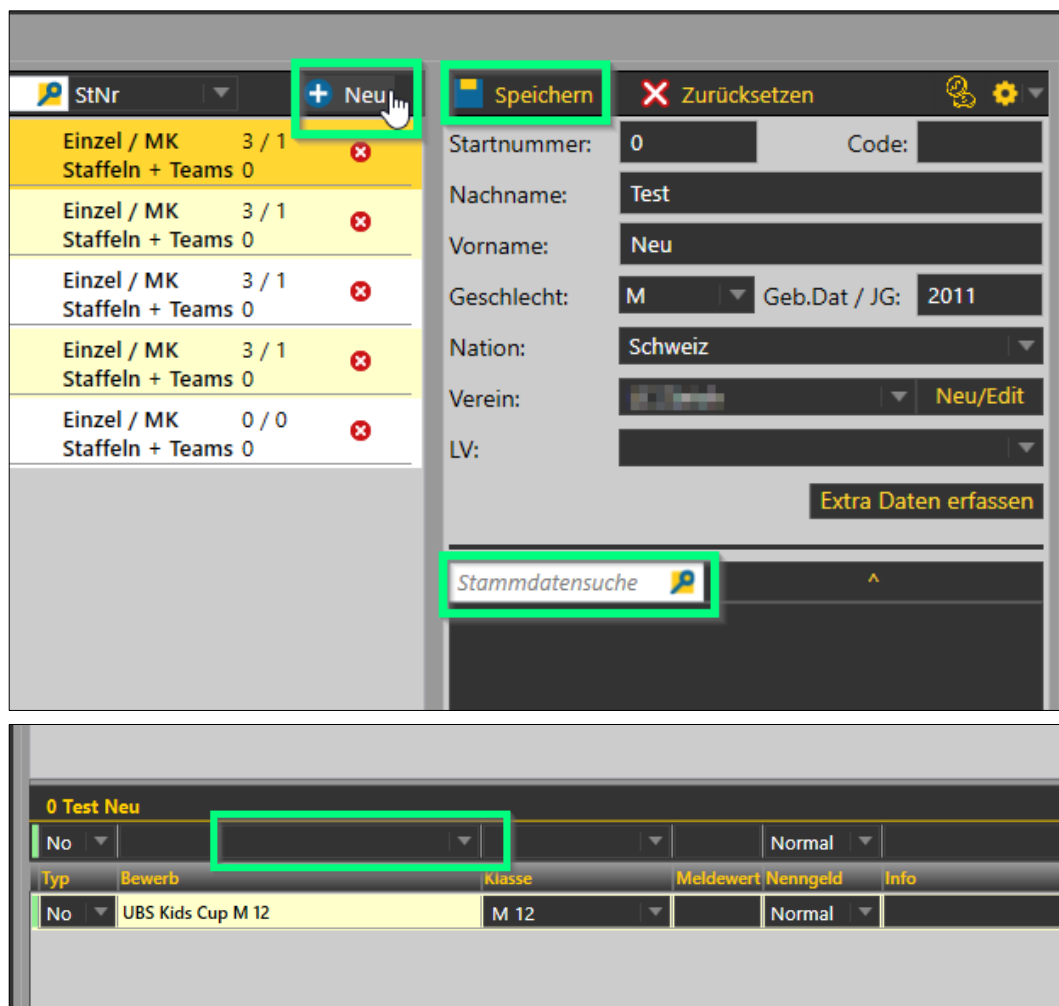 StNr Neu Speichern Zurücksetzen
Einzel / MK 3 / 1
Staffeln + Teams 0
Einzel / MK 3 / 1
Staffeln + Teams 0
Einzel / MK 3 / 1
Staffeln + Teams 0
Einzel / MK 3 / 1
Staffeln + Teams 0
Einzel / MK 0 / 0
Staffeln + Teams 0
Startnummer: 0 Code:
Nachname: Test
Vorname: Neu
Geschlecht: M Geb.Dat / JG: 2011
Nation: Schweiz
Verein: Neu/Edit
LV:
Extra Daten erfassen
Stammdatensuche ^
0 Test Neu
No Normal
Typ Bewerb Klasse Meldewert Nenngeld Info
No UBS Kids Cup M 12 M 12 Normal